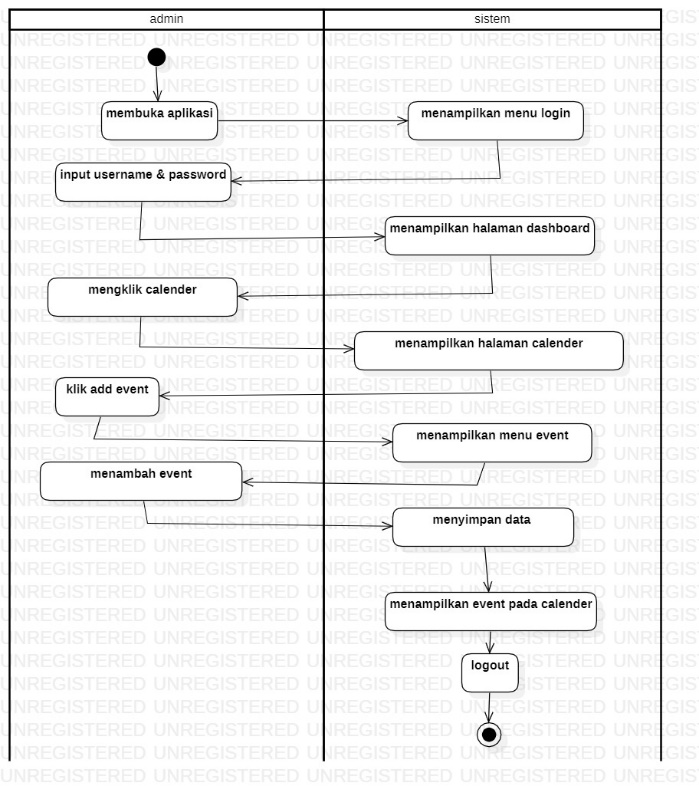 admin
sistem
membuka aplikasi
menampilkan menu login
input username & password
menampilkan halaman dashboard
mengklik calender
menampilkan halaman calender
klik add event
menampilkan menu event
menambah event
menyimpan data
menampilkan event pada calender
logout
UNREGISTERED